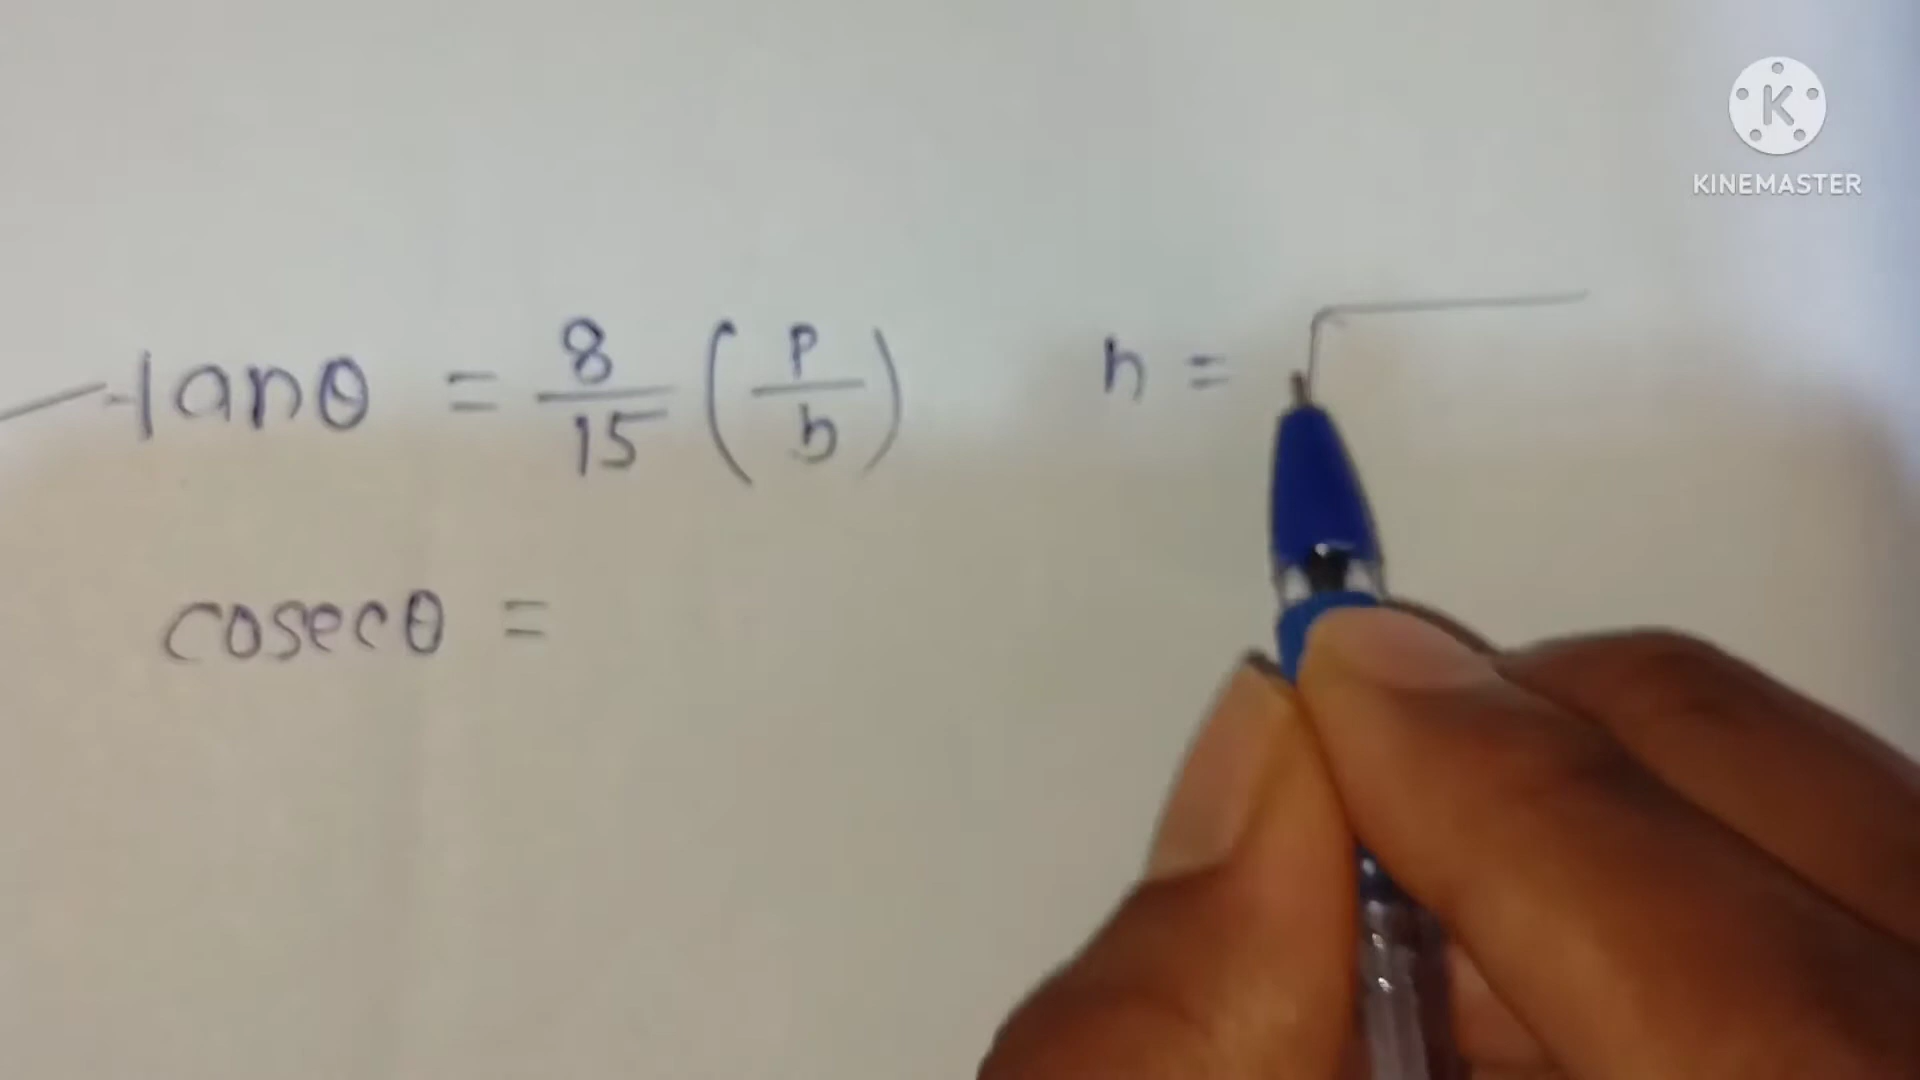 K
KINEMASTER
tanθ = 8/15 (p/b) h = √
cosecθ =